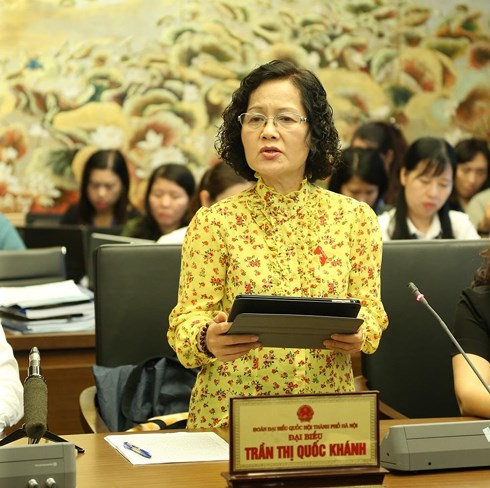 ĐOÀN ĐẠI BIỂU QUỐC HỘI THÀNH PHỐ HÀ NỘI
ĐẠI BIỂU
TRẦN THỊ QUỐC KHÁNH